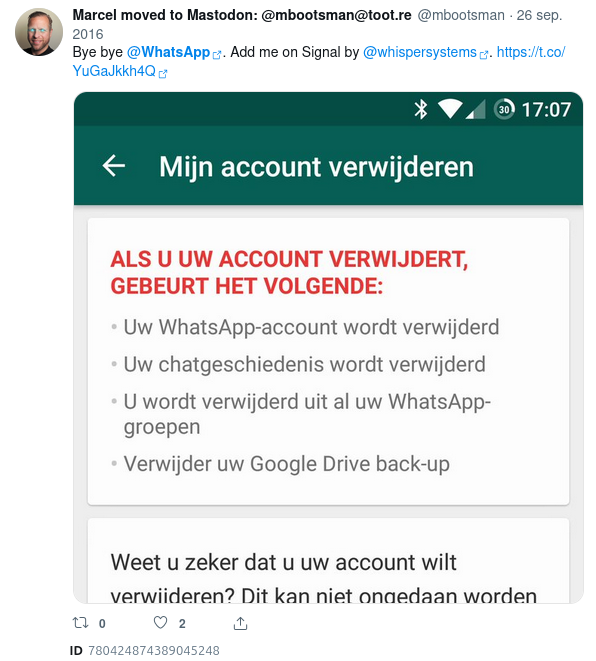 Marcel moved to Mastodon: @mbootsman@toot.re @mbootsman · 26 sep.
2016
Bye bye @WhatsApp. Add me on Signal by @whispersystems. https://t.co/
YuGaJkkh4Q
30 17:07
Mijn account verwijderen
ALS U UW ACCOUNT VERWIJDERT,
GEBEURT HET VOLGENDE:
• Uw WhatsApp-account wordt verwijderd
• Uw chatgeschiedenis wordt verwijderd
• U wordt verwijderd uit al uw WhatsApp-
groepen
• Verwijder uw Google Drive back-up
Weet u zeker dat u uw account wilt
verwijderen? Dit kan niet ongedaan worden
0 2
ID 780424874389045248